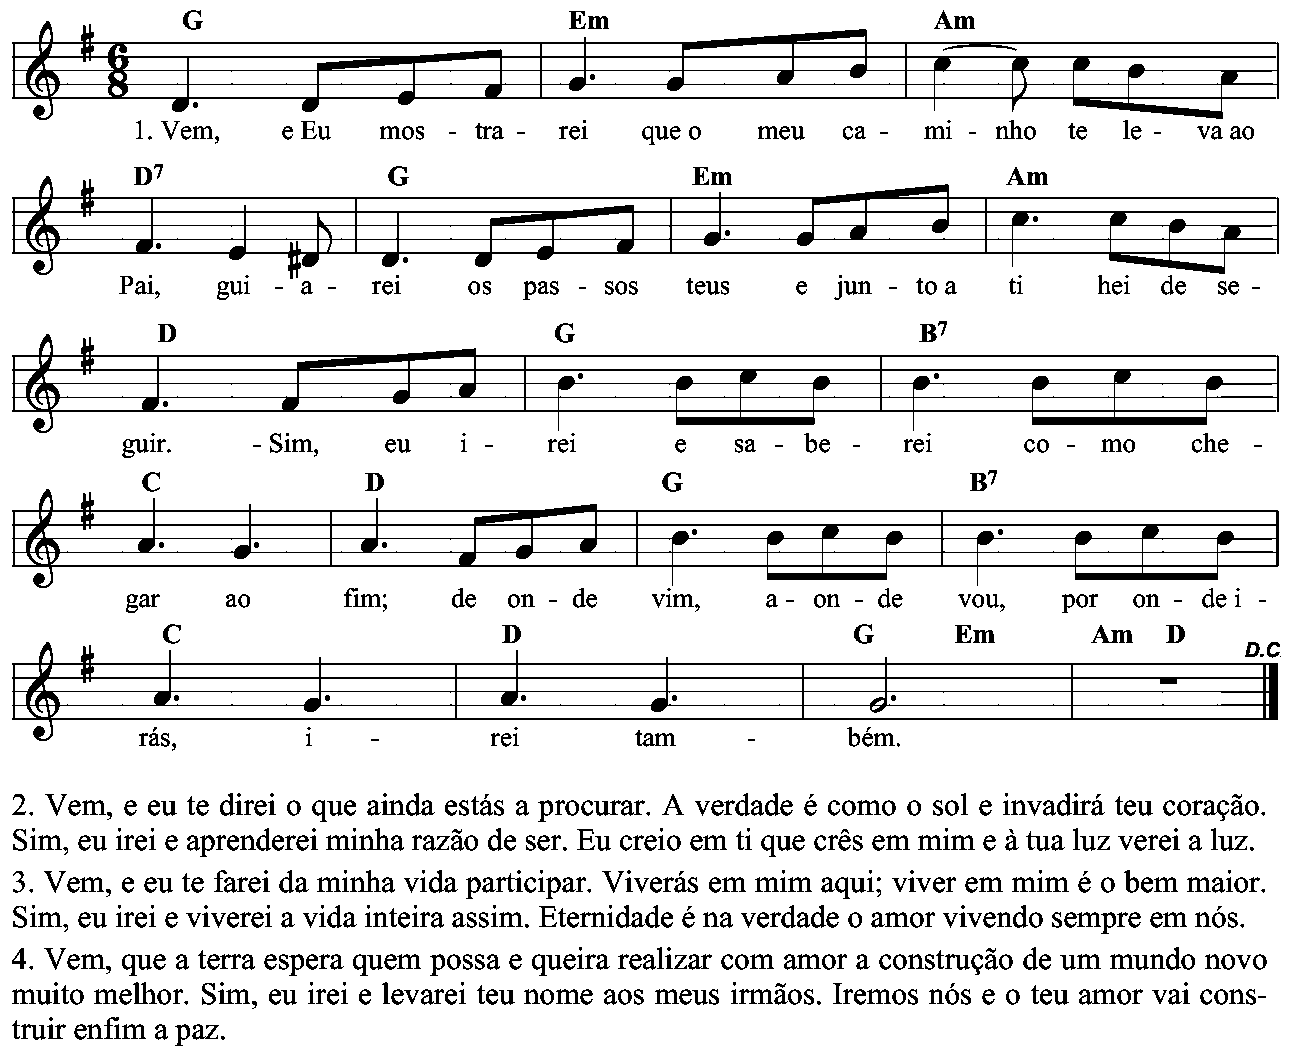 G Em Am
6
8
1. Vem, e Eu mos - tra - rei que o meu ca - mi - nho te le - va ao
D7 G Em Am
Pai, gui - a - rei os pas - sos teus e jun - to a ti hei de se -
D G B7
guir. - Sim, eu i - rei e sa - be - rei co - mo che -
C D G B7
gar ao fim; de on - de vim, a - on - de vou, por on - de i -
C D G Em Am D D.C.
rás, i - rei tam - bém.
2. Vem, e eu te direi o que ainda estás a procurar. A verdade é como o sol e invadirá teu coração.
Sim, eu irei e aprenderei minha razão de ser. Eu creio em ti que crês em mim e à tua luz verei a luz.
3. Vem, e eu te farei da minha vida participar. Viverás em mim aqui; viver em mim é o bem maior.
Sim, eu irei e viverei a vida inteira assim. Eternidade é na verdade o amor vivendo sempre em nós.
4. Vem, que a terra espera quem possa e queira realizar com amor a construção de um mundo novo
muito melhor. Sim, eu irei e levarei teu nome aos meus irmãos. Iremos nós e o teu amor vai cons-
truir enfim a paz.